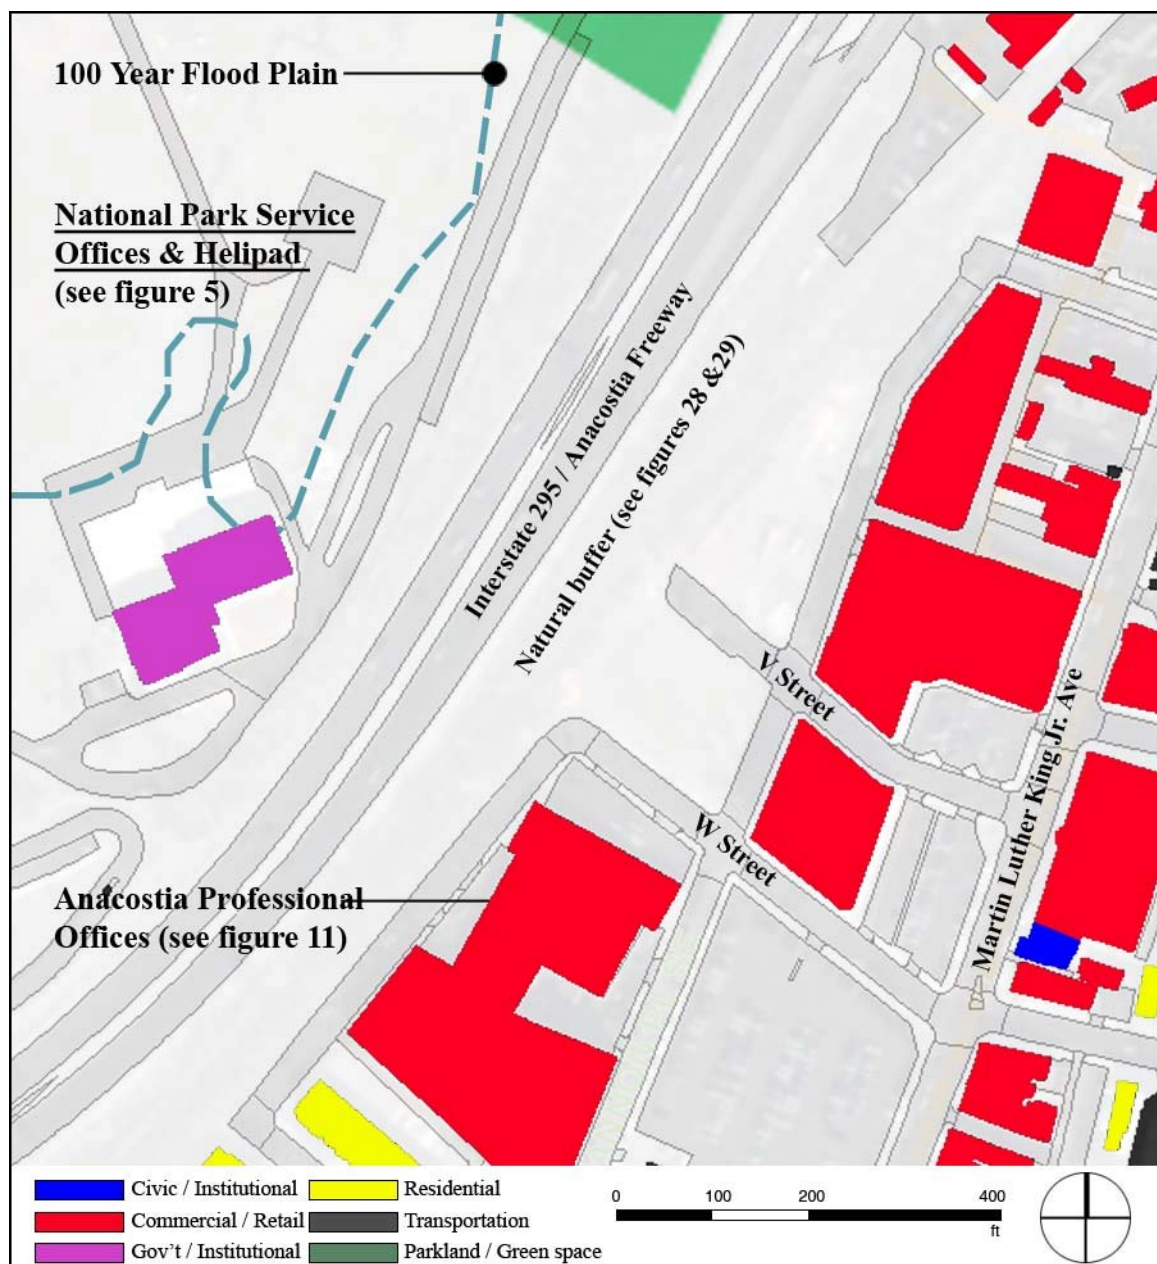 100 Year Flood Plain
National Park Service
Offices & Helipad
(see figure 5)
Interstate 295 / Anacostia Freeway
Natural buffer (see figures 28 &29)
V Street
W Street
Martin Luther King Jr. Ave
Anacostia Professional
Offices (see figure 11)
Civic / Institutional
Residential
Commercial / Retail
Transportation
Gov't / Institutional
Parkland / Green space
0 100 200 400
ft